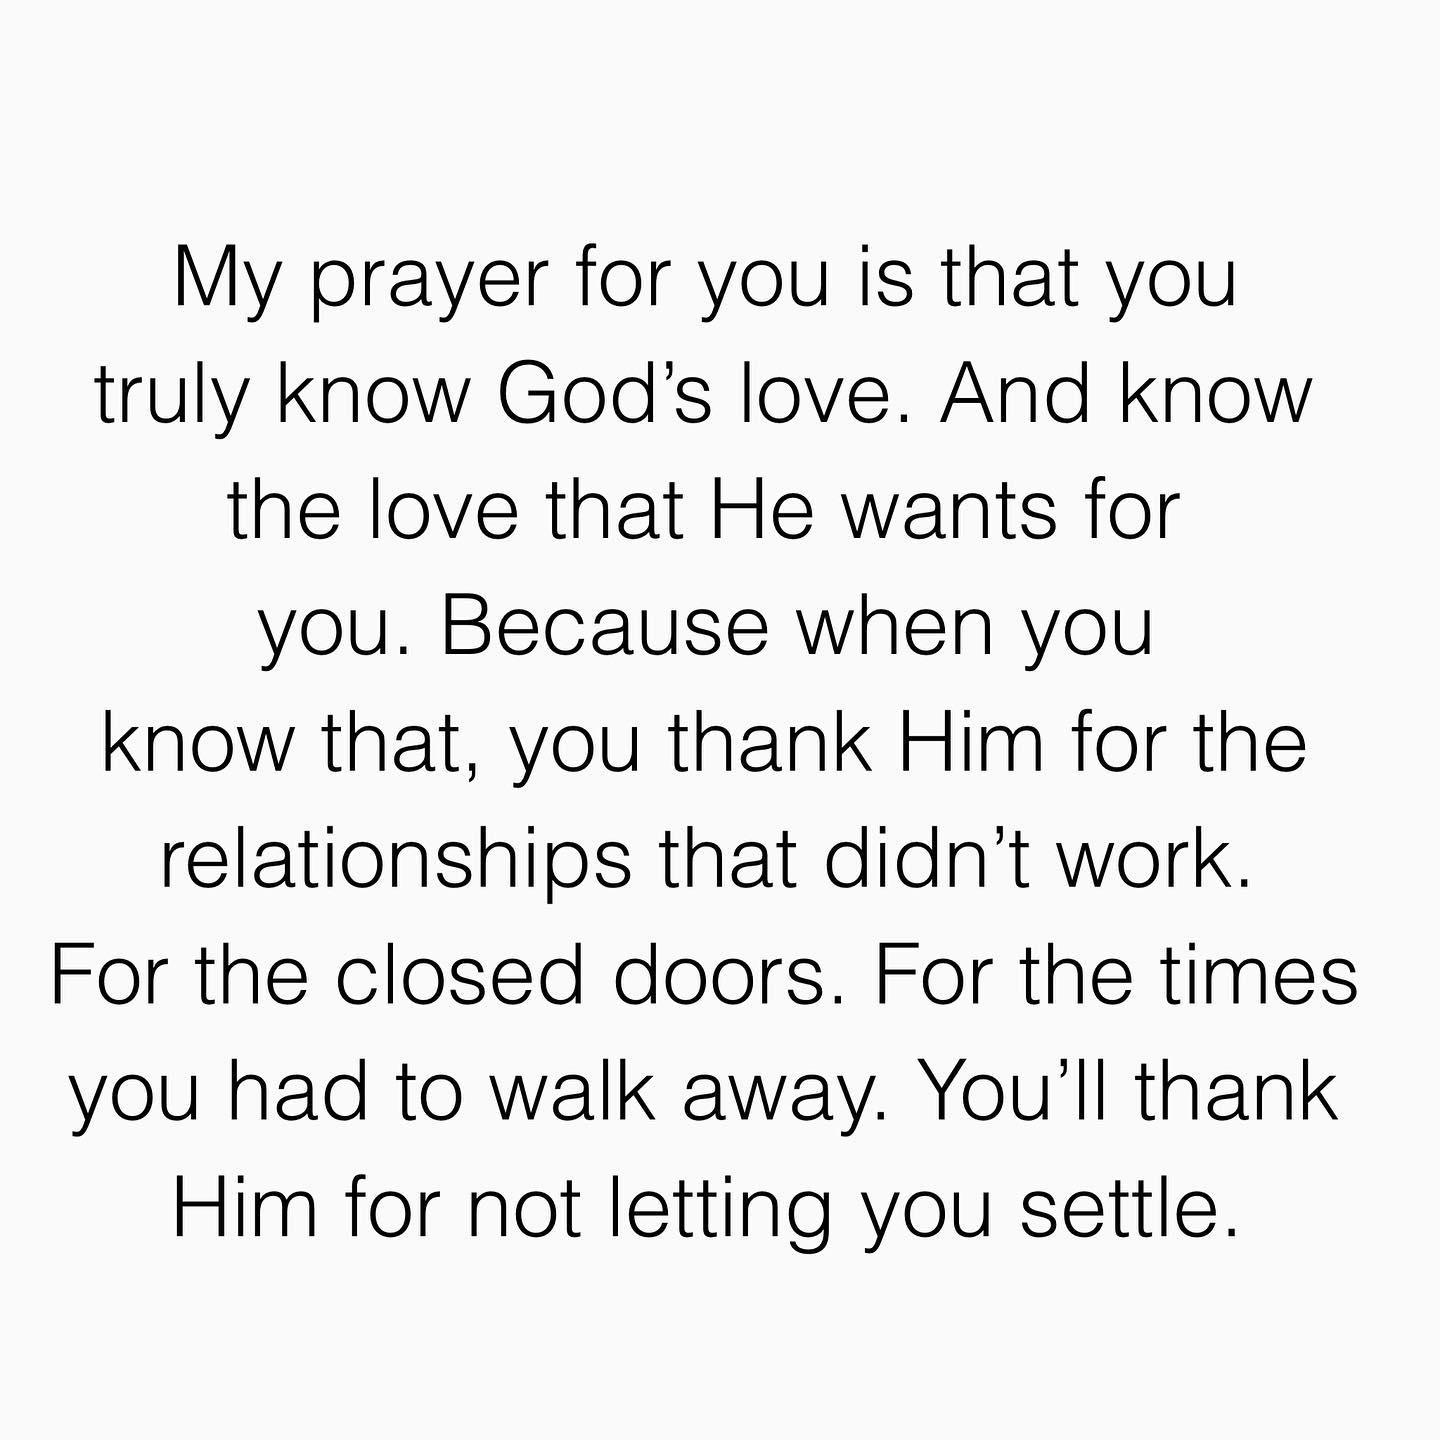 My prayer for you is that you
truly know God’s love. And know
the love that He wants for
you. Because when you
know that, you thank Him for the
relationships that didn’t work.
For the closed doors. For the times
you had to walk away. You’ll thank
Him for not letting you settle.